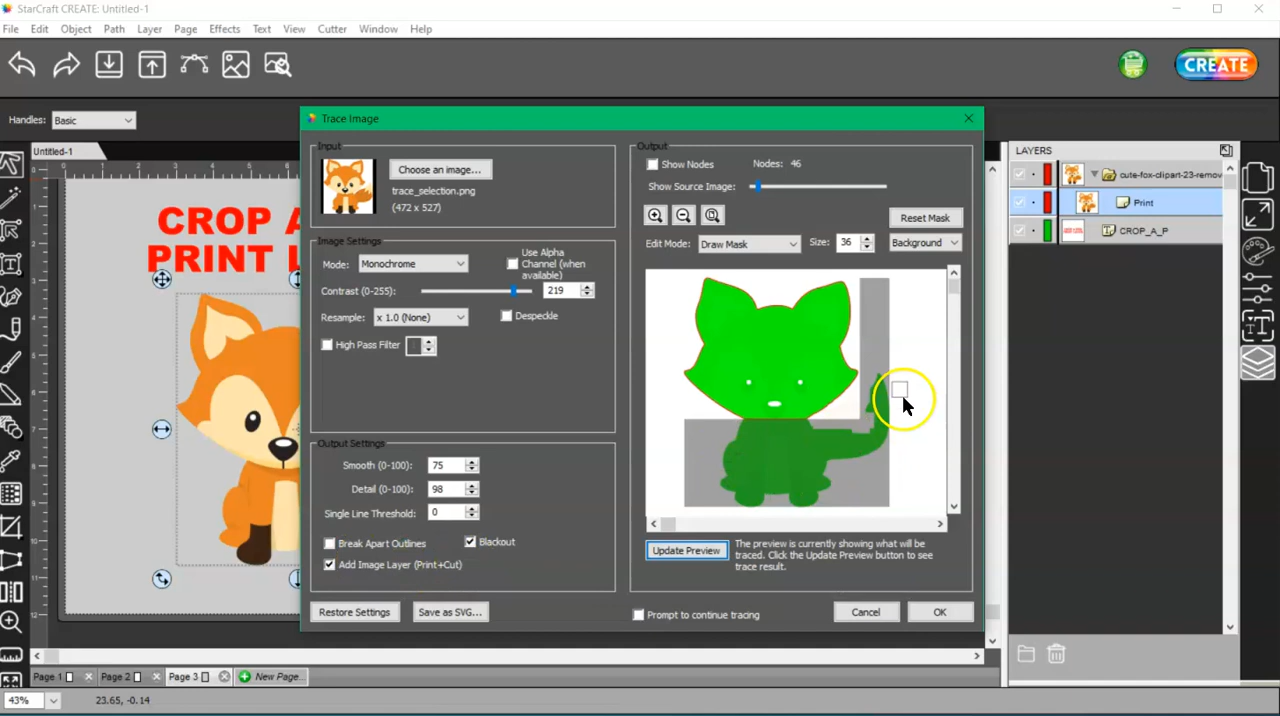 StarCraft CREATE: Untitled-1
File Edit Object Path Layer Page Effects Text View Cutter Window Help
CREATE
Handles: Basic
Untitled-1
CROP A
PRINT
Trace Image
Input
Choose an image...
trace_selection.png
(472 x 527)
Image Settings
Mode: Monochrome
Use Alpha
Channel (when
available)
Contrast (0-255): 219
Resample: x 1.0 (None)
Despeckle
High Pass Filter
Output Settings
Smooth (0-100): 75
Detail (0-100): 98
Single Line Threshold: 0
Break Apart Outlines
Blackout
Add Image Layer (Print+Cut)
Restore Settings
Save as SVG...
Output
Show Nodes
Nodes: 46
Show Source Image:
Reset Mask
Edit Mode: Draw Mask
Size: 36
Background
Update Preview
The preview is currently showing what will be
traced. Click the Update Preview button to see
trace result.
Prompt to continue tracing
Cancel
OK
LAYERS
cute-fox-clipart-23-remov
Print
CROP_A_P
Page 1
Page 2
Page 3
New Page...
43%
23.65, -0.14